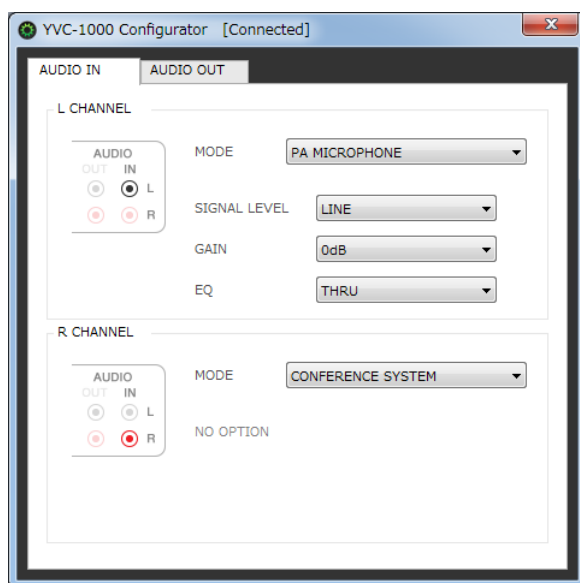 YVC-1000 Configurator [Connected]
AUDIO IN AUDIO OUT
L CHANNEL
AUDIO
OUT IN
L
R
MODE PA MICROPHONE
SIGNAL LEVEL LINE
GAIN 0dB
EQ THRU
R CHANNEL
AUDIO
OUT IN
L
R
MODE CONFERENCE SYSTEM
NO OPTION